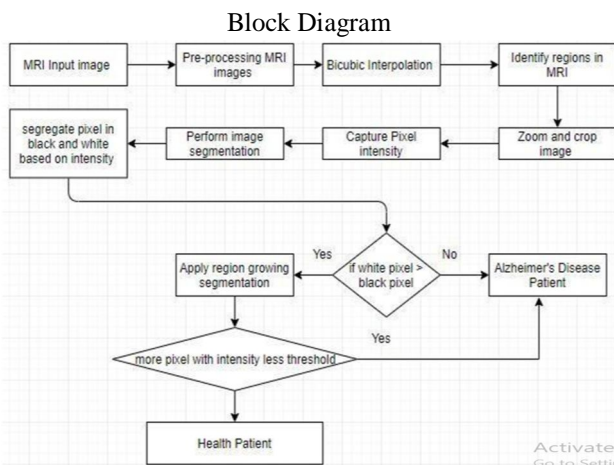 Block Diagram
MRI Input image
Pre-processing MRI
images
Bicubic Interpolation
Identify regions in
MRI
segregate pixel in
black and white
based on intensity
Perform image
segmentation
Capture Pixel
intensity
Zoom and crop
image
Yes
if white pixel >
black pixel
No
Apply region growing
segmentation
Alzheimer's Disease
Patient
Yes
more pixel with intensity less threshold
Health Patient
Activate
Go to Setti